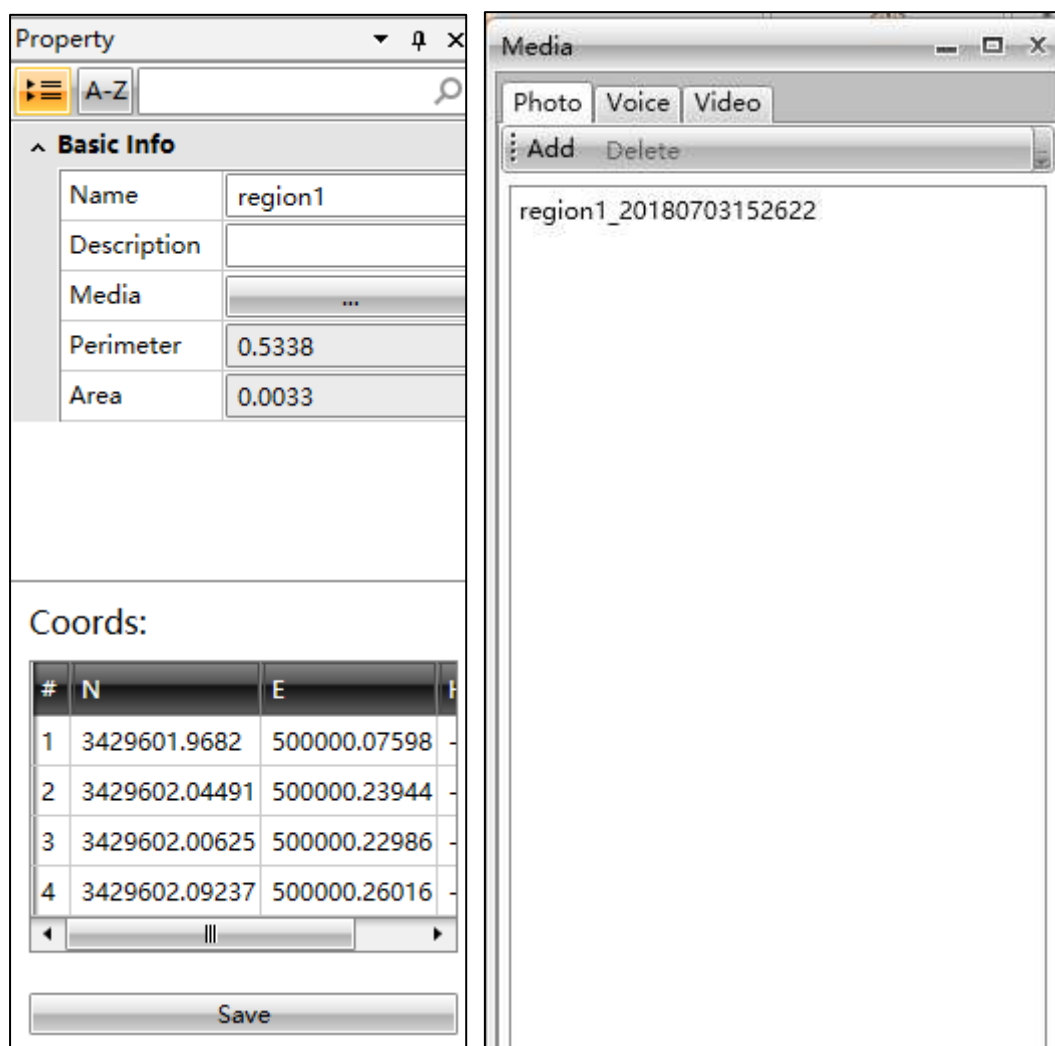 Property
A-Z
Basic Info
Name region1
Description
Media ...
Perimeter 0.5338
Area 0.0033
Coords:
# N E
1 3429601.9682 500000.07598 -
2 3429602.04491 500000.23944 -
3 3429602.00625 500000.22986 -
4 3429602.09237 500000.26016 -
Save
Media
Photo Voice Video
Add Delete
region1_20180703152622